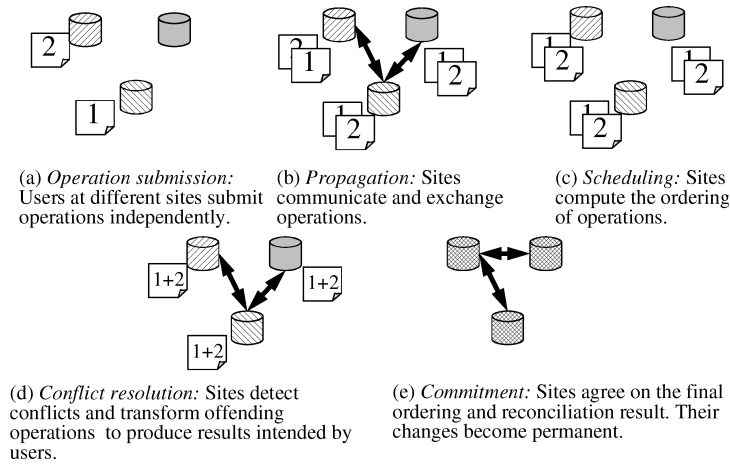 2
1
2
1
1
2
1
2
1
2
1
2
1
2
(a) Operation submission:
Users at different sites submit
operations independently.
(b) Propagation: Sites
communicate and exchange
operations.
(c) Scheduling: Sites
compute the ordering
of operations.
1+2
1+2
1+2
(d) Conflict resolution: Sites detect
conflicts and transform offending
operations to produce results intended by
users.
(e) Commitment: Sites agree on the final
ordering and reconciliation result. Their
changes become permanent.